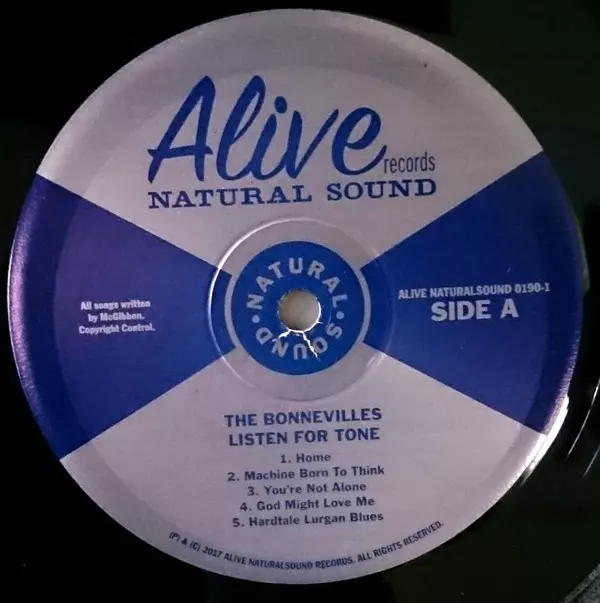 Alive
records
NATURAL SOUND
All songs written
by McGibbon.
Copyright Control.
NATURAL · SOUND ·
ALIVE NATURALSOUND 0190-1
SIDE A
THE BONNEVILLES
LISTEN FOR TONE
1. Home
2. Machine Born To Think
3. You're Not Alone
4. God Might Love Me
5. Hardtale Lurgan Blues
(P) & (C) 2017 ALIVE NATURALSOUND RECORDS. ALL RIGHTS RESERVED.